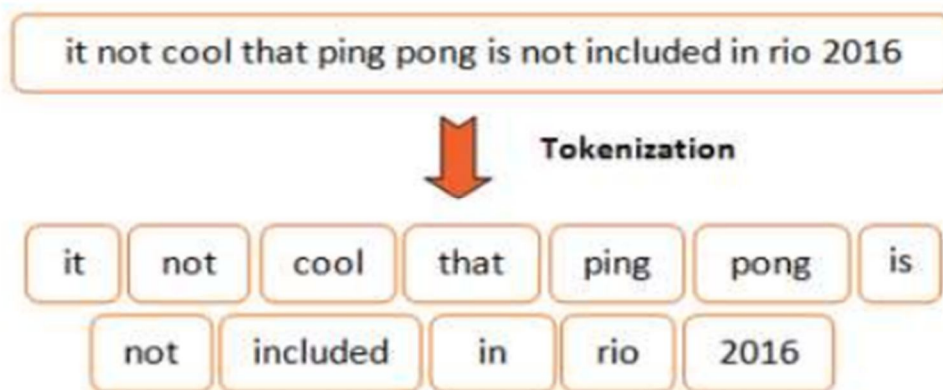 it not cool that ping pong is not included in rio 2016
Tokenization
it not cool that ping pong is
not included in rio 2016